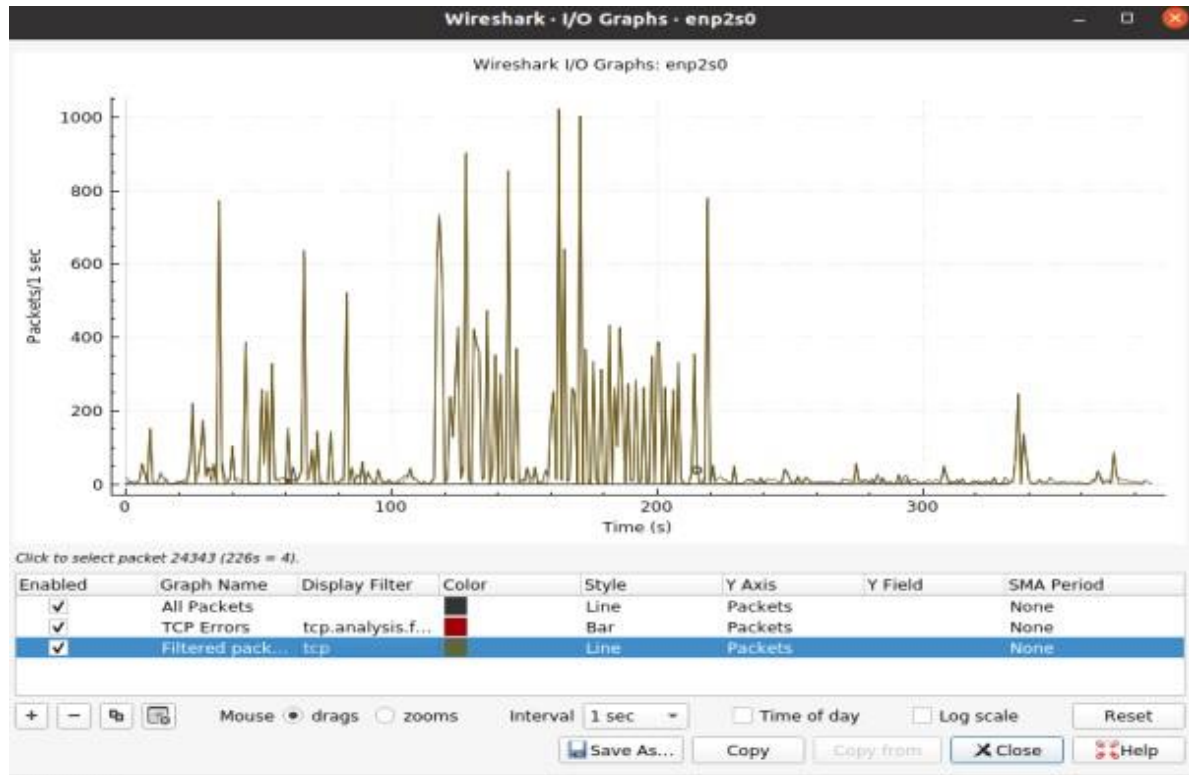 Wireshark · I/O Graphs · enp2s0
Wireshark I/O Graphs: enp2s0
1000
800
600
400
200
0
Packets/1 sec
0 100 200 300
Time (s)
Click to select packet 24343 (226s = 4).
Enabled Graph Name Display Filter Color Style Y Axis Y Field SMA Period
All Packets Line Packets None
TCP Errors tcp.analysis.f... Bar Packets None
Filtered pack... tcp Line Packets None
+ − Mouse drags zooms Interval 1 sec Time of day Log scale Reset
Save As... Copy Copy from Close Help